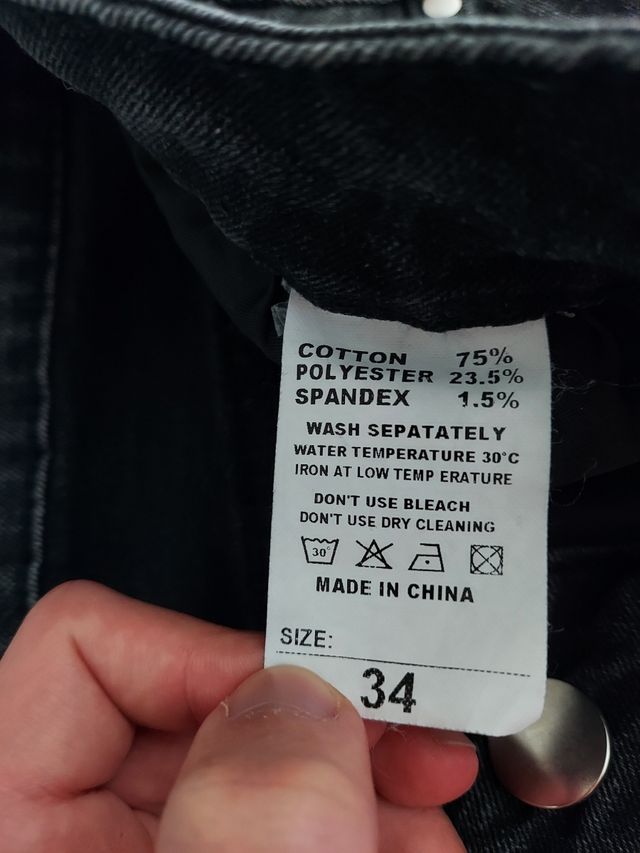 COTTON 75%
POLYESTER 23.5%
SPANDEX 1.5%
WASH SEPATATELY
WATER TEMPERATURE 30°C
IRON AT LOW TEMP ERATURE
DON'T USE BLEACH
DON'T USE DRY CLEANING
30°
MADE IN CHINA
SIZE:
34